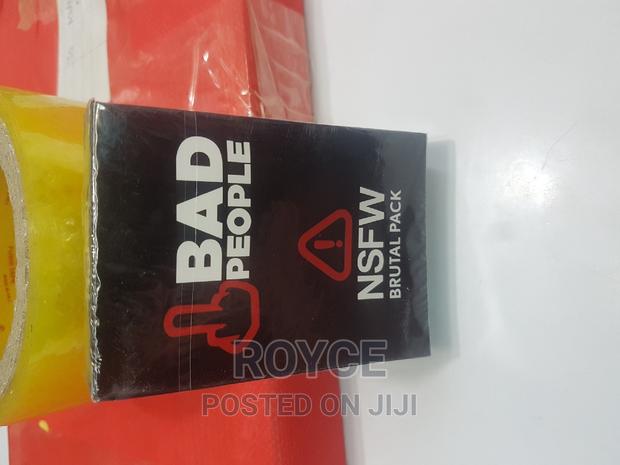 BAD
PEOPLE
NSFW
BRUTAL PACK
ROYCE
POSTED ON JIJI